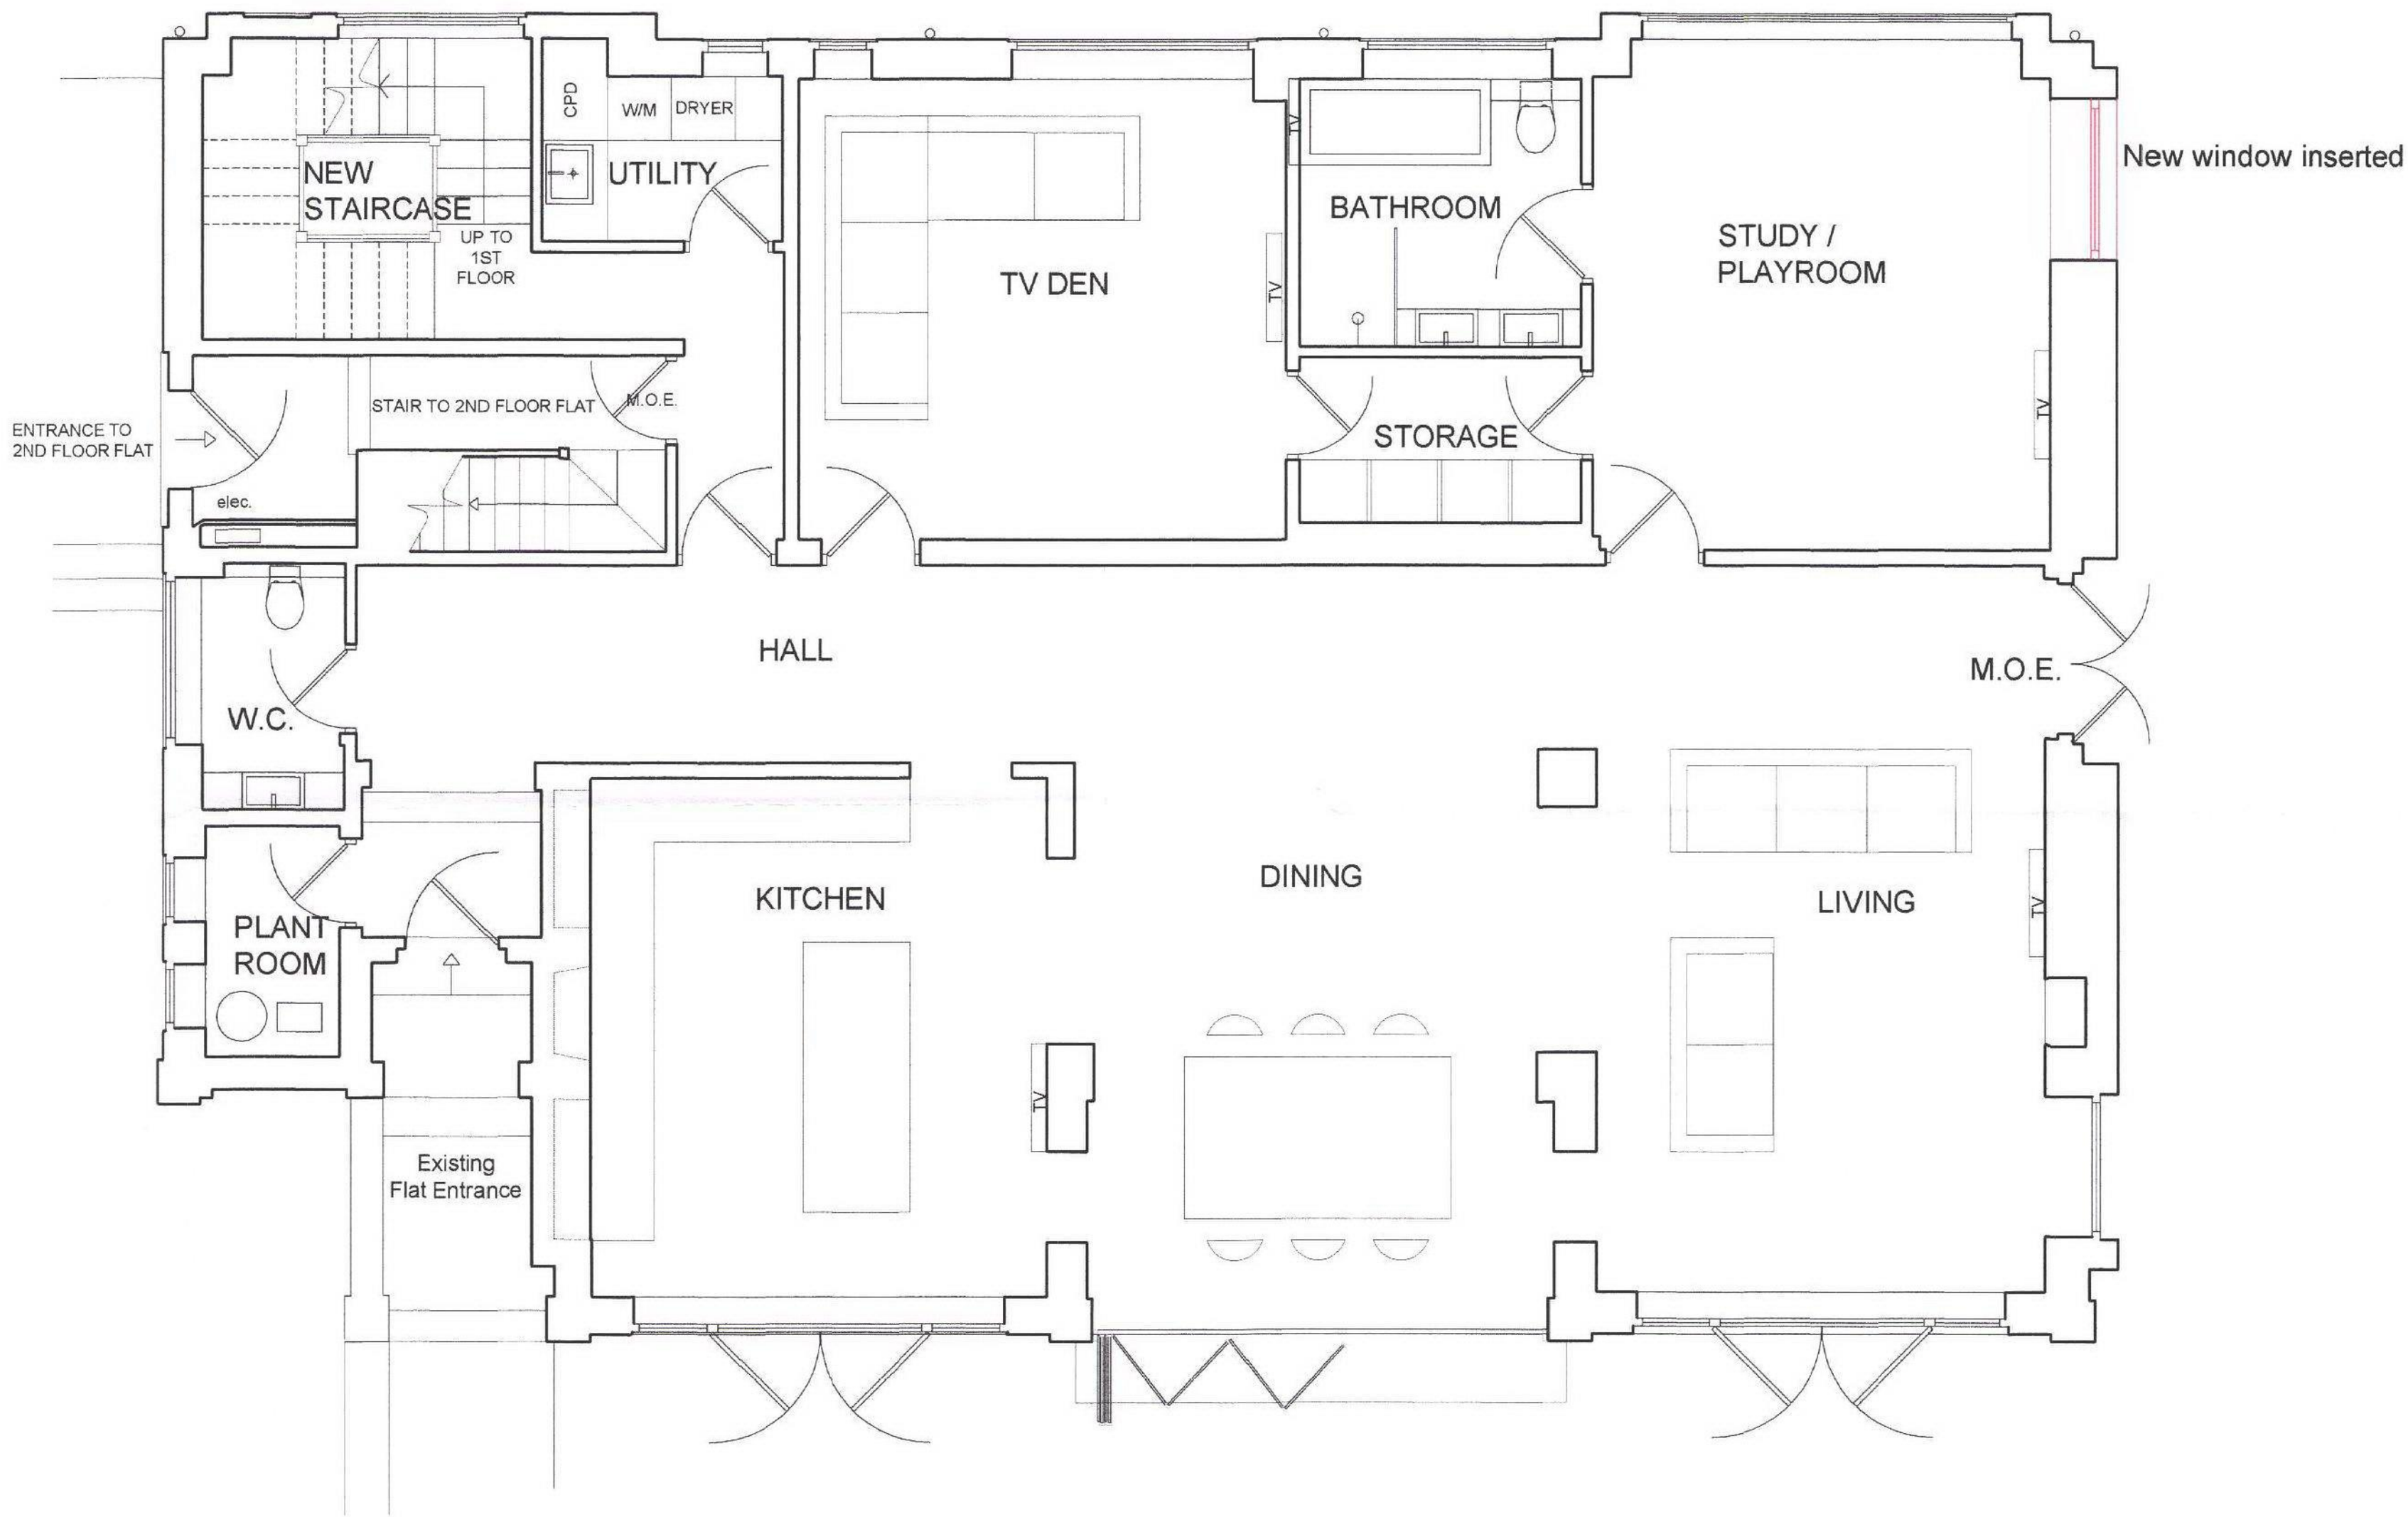 CPD
W/M
DRYER
NEW
STAIRCASE
UTILITY
UP TO
1ST
FLOOR
TV
BATHROOM
New window inserted
STUDY /
PLAYROOM
TV DEN
TV
TV
STAIR TO 2ND FLOOR FLAT
M.O.E.
ENTRANCE TO
2ND FLOOR FLAT
STORAGE
elec.
HALL
M.O.E.
W.C.
KITCHEN
DINING
LIVING
TV
PLANT
ROOM
TV
Existing
Flat Entrance